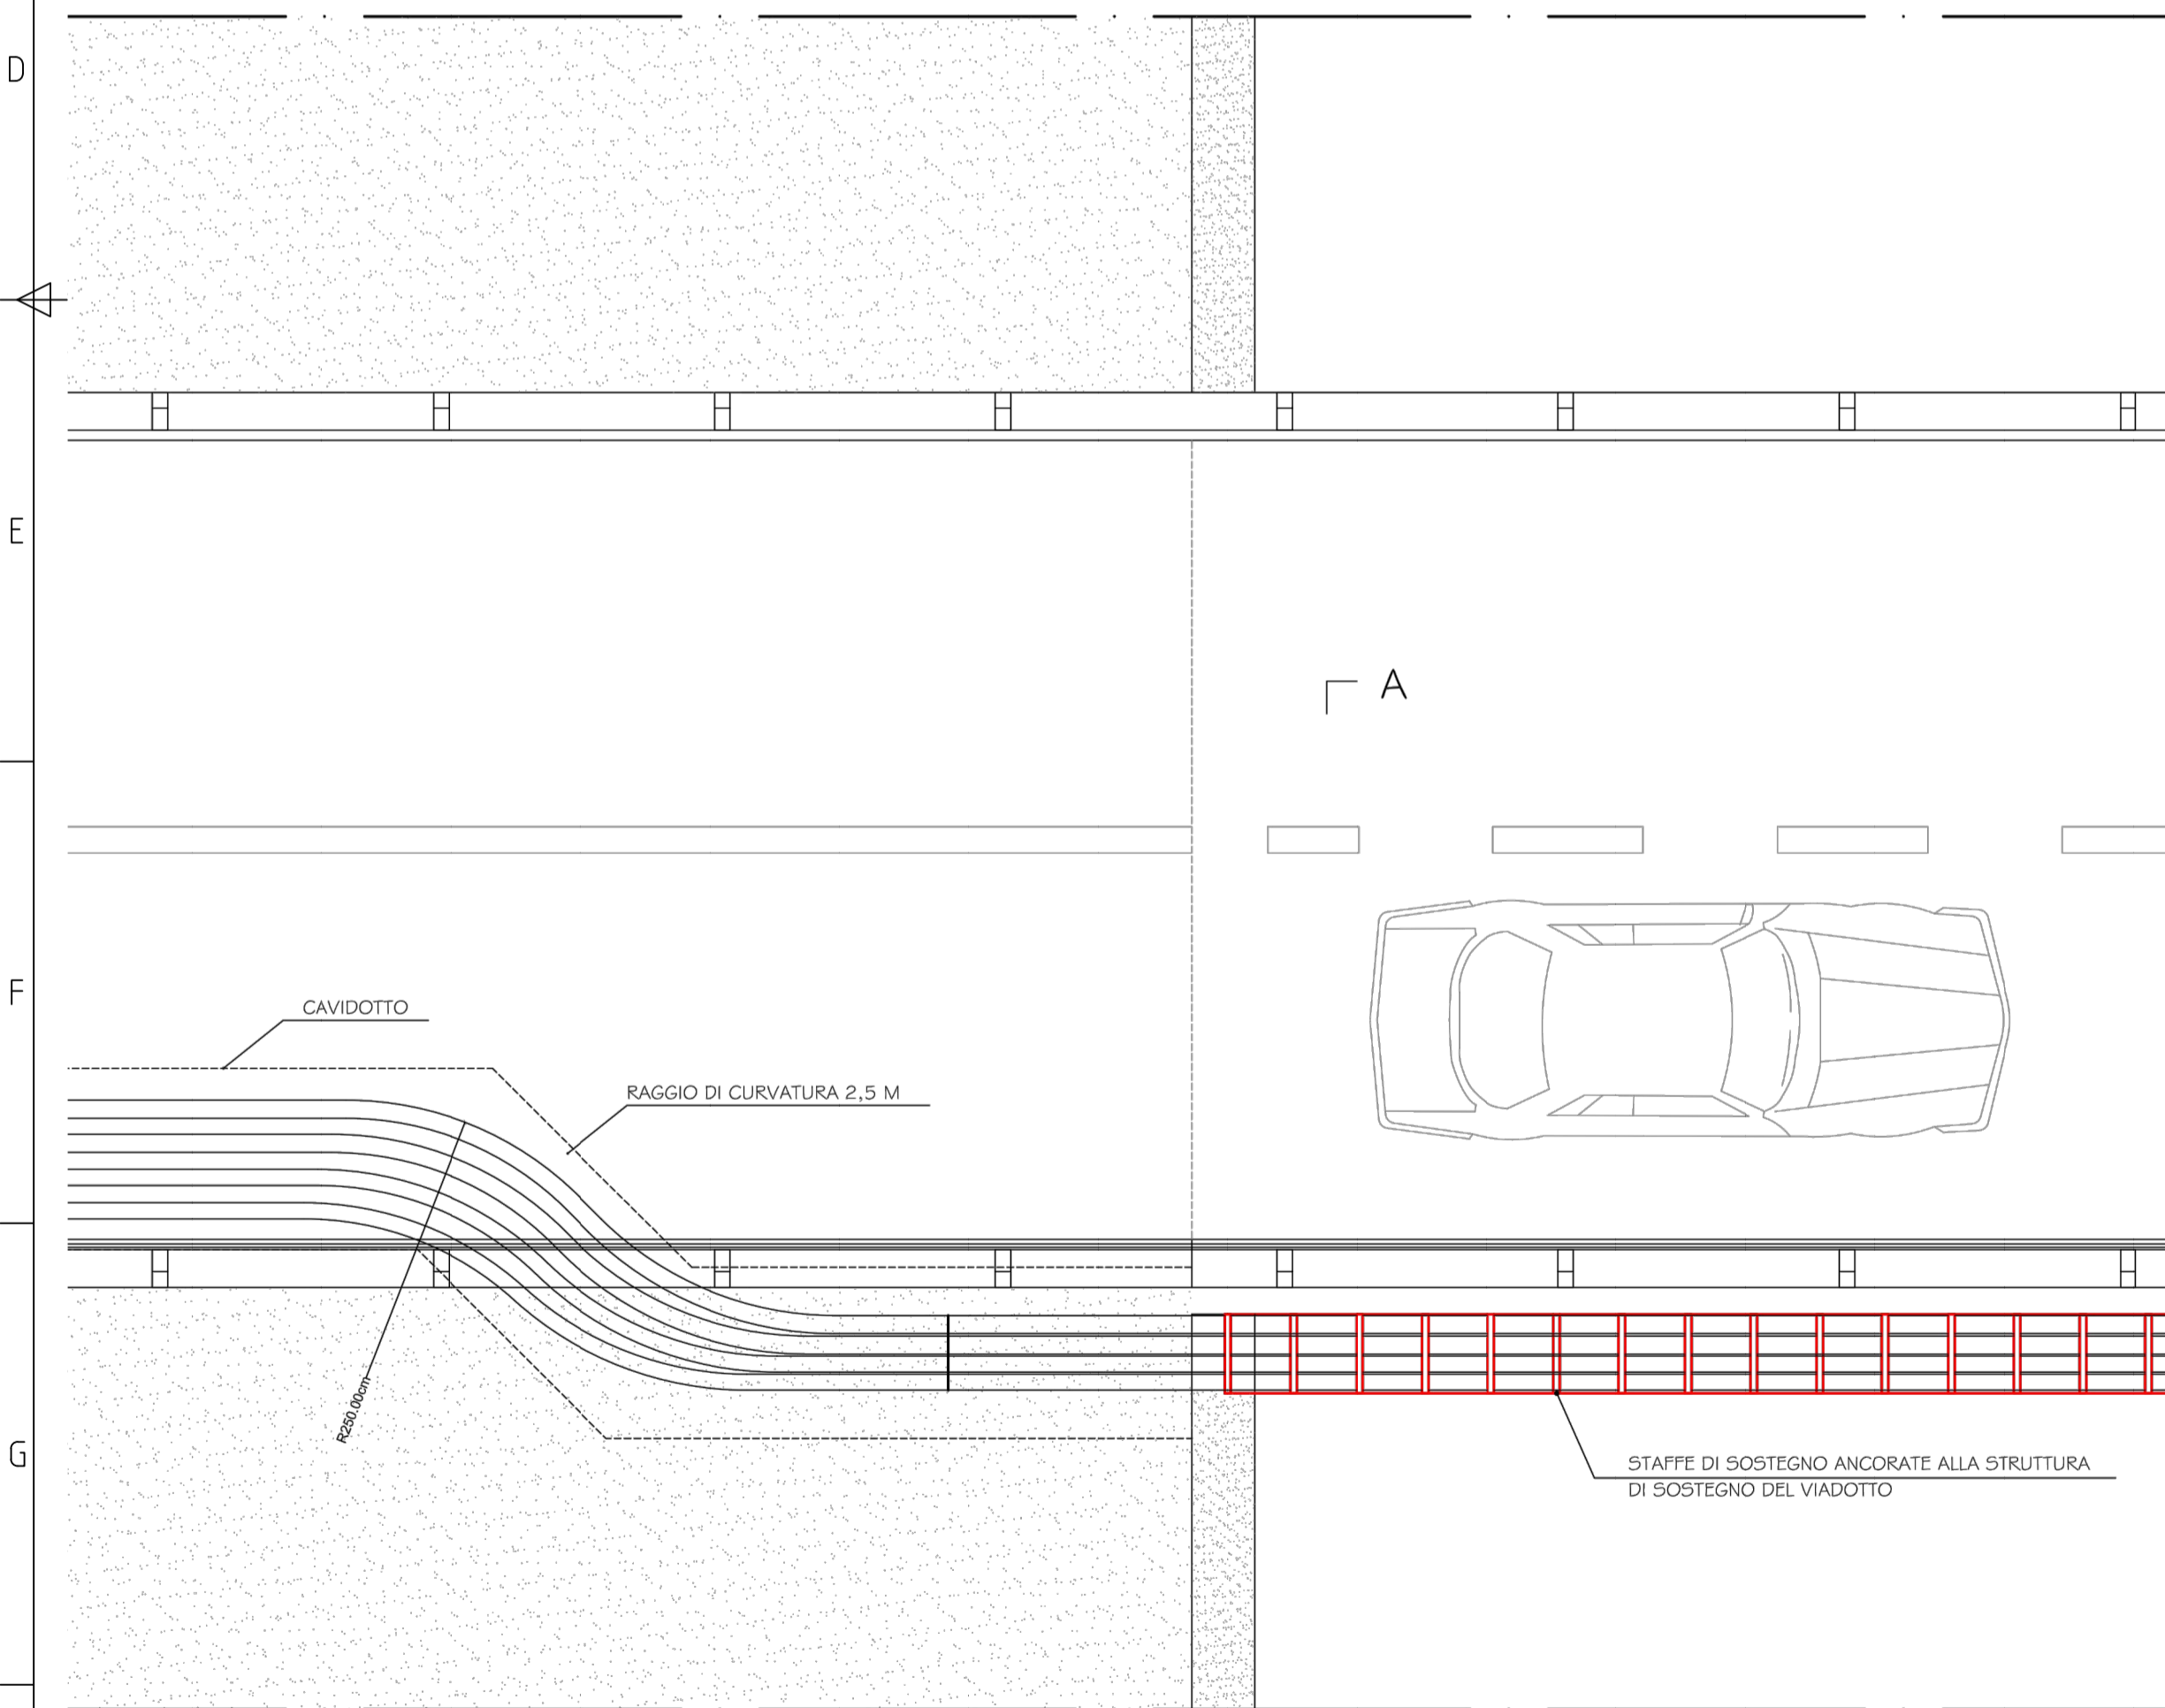 D
E
A
F
CAVIDOTTO
RAGGIO DI CURVATURA 2,5 M
R250.00cm
G
STAFFE DI SOSTEGNO ANCORATE ALLA STRUTTURA
DI SOSTEGNO DEL VIADOTTO